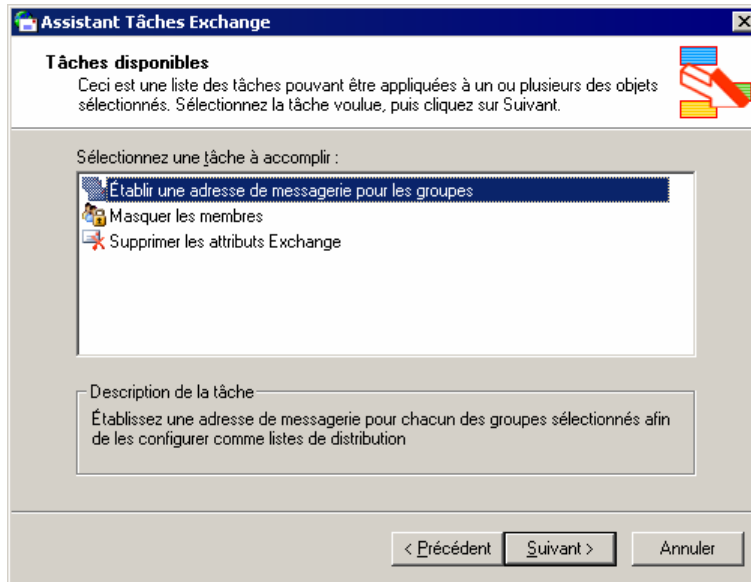 Assistant Tâches Exchange
Tâches disponibles
Ceci est une liste des tâches pouvant être appliquées à un ou plusieurs des objets
sélectionnés. Sélectionnez la tâche voulue, puis cliquez sur Suivant.
Sélectionnez une tâche à accomplir :
Établir une adresse de messagerie pour les groupes
Masquer les membres
Supprimer les attributs Exchange
Description de la tâche
Établissez une adresse de messagerie pour chacun des groupes sélectionnés afin
de les configurer comme listes de distribution
< Précédent Suivant > Annuler